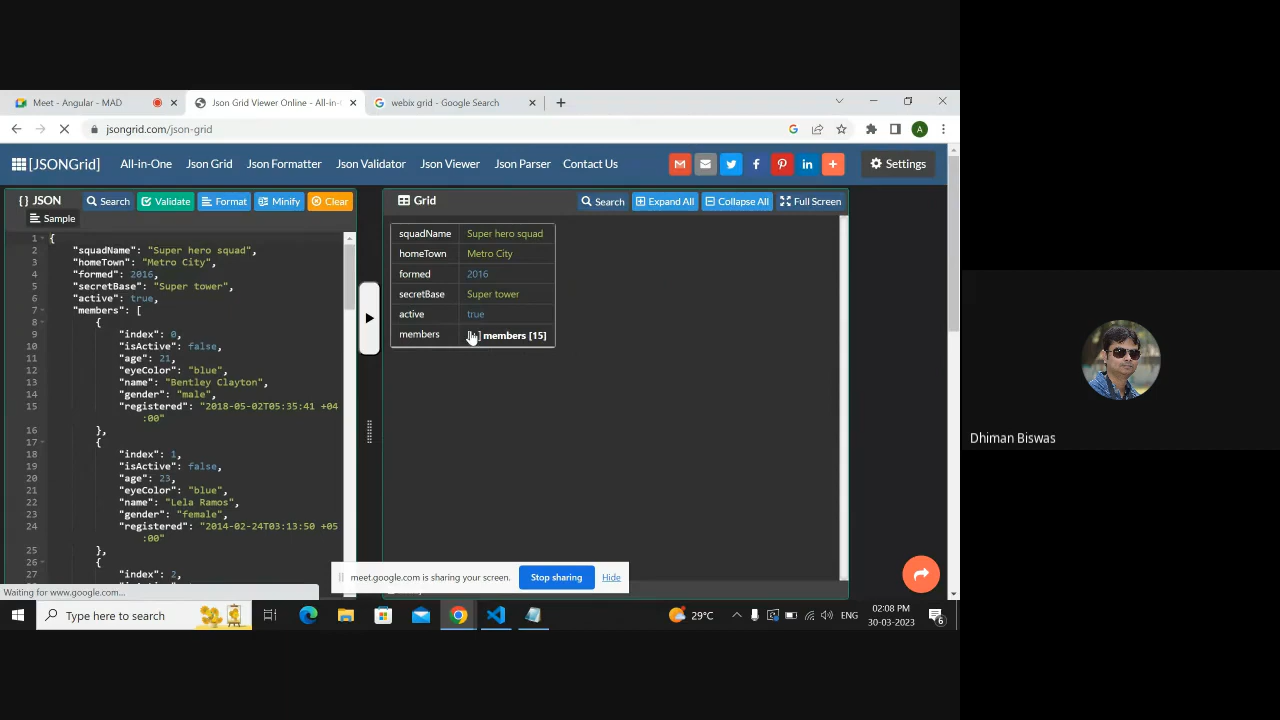 Meet - Angular - MAD
Json Grid Viewer Online - All-in-
webix grid - Google Search
jsongrid.com/json-grid
[JSONGrid]
All-in-One
Json Grid
Json Formatter
Json Validator
Json Viewer
Json Parser
Contact Us
Settings
{ } JSON
Search
Validate
Format
Minify
Clear
Sample
Grid
Search
Expand All
Collapse All
Full Screen
1 {
2 "squadName": "Super hero squad",
3 "homeTown": "Metro City",
4 "formed": 2016,
5 "secretBase": "Super tower",
6 "active": true,
7 "members": [
8 {
9 "index": 0,
10 "isActive": false,
11 "age": 21,
12 "eyeColor": "blue",
13 "name": "Bentley Clayton",
14 "gender": "male",
15 "registered": "2018-05-02T05:35:41 +04
:00"
16 },
17 {
18 "index": 1,
19 "isActive": false,
20 "age": 23,
21 "eyeColor": "blue",
22 "name": "Lela Ramos",
23 "gender": "female",
24 "registered": "2014-02-24T03:13:50 +05
:00"
25 },
26 {
27 "index": 2,
squadName Super hero squad
homeTown Metro City
formed 2016
secretBase Super tower
active true
members members [15]
Dhiman Biswas
meet.google.com is sharing your screen.
Stop sharing
Hide
Waiting for www.google.com...
Type here to search
29°C
ENG
02:08 PM
30-03-2023
6
A